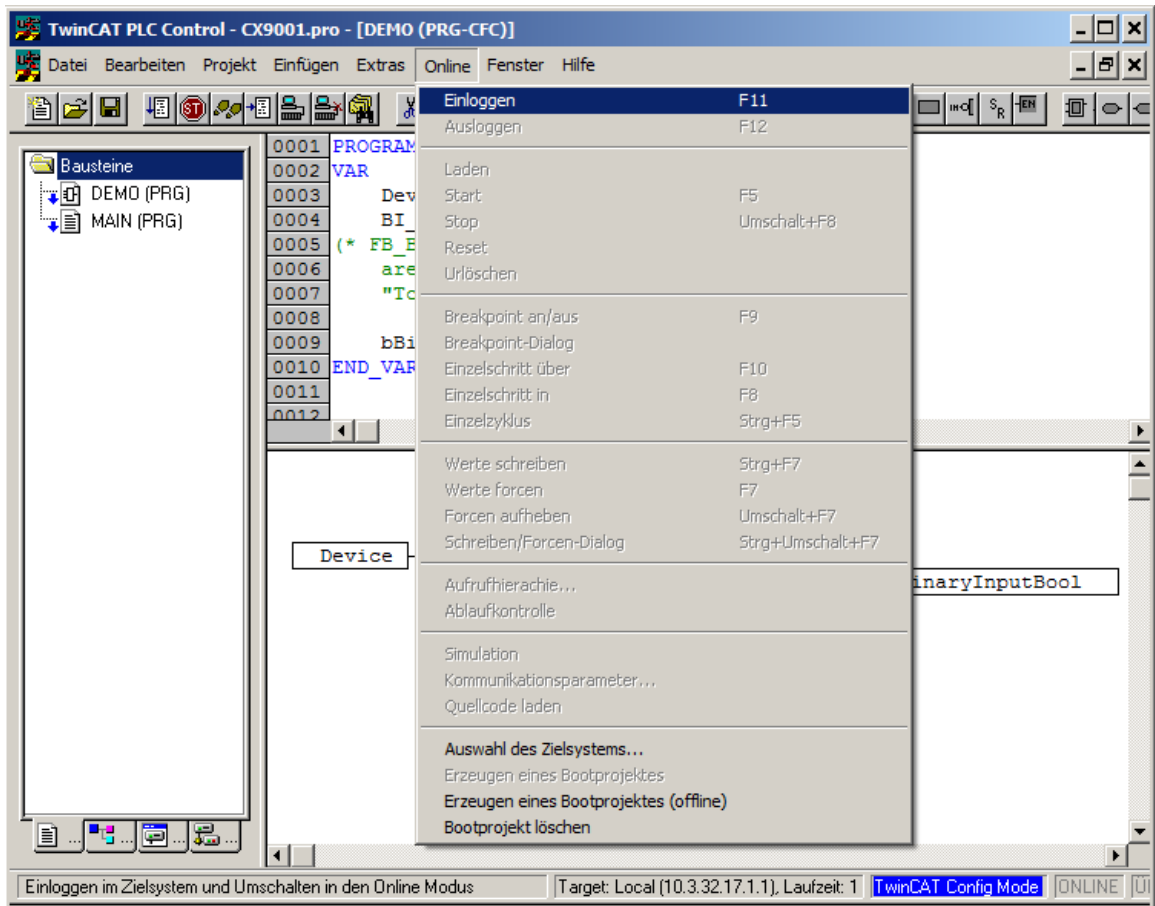 TwinCAT PLC Control - CX9001.pro - [DEMO (PRG-CFC)]
Datei Bearbeiten Projekt Einfügen Extras Online Fenster Hilfe
Bausteine
DEMO (PRG)
MAIN (PRG)
0001 PROGRAM
0002 VAR
0003 Dev
0004 BI_
0005 (* FB_B
0006 are
0007 "To
0008
0009 bBi
0010 END_VAR
0011
0012
Einloggen F11
Ausloggen F12
Laden
Start F5
Stop Umschalt+F8
Reset
Urlöschen
Breakpoint an/aus F9
Breakpoint-Dialog
Einzelschritt über F10
Einzelschritt in F8
Einzelzyklus Strg+F5
Werte schreiben Strg+F7
Werte forcen F7
Forcen aufheben Umschalt+F7
Schreiben/Forcen-Dialog Strg+Umschalt+F7
Aufrufhierachie...
Ablaufkontrolle
Simulation
Kommunikationsparameter...
Quellcode laden
Auswahl des Zielsystems...
Erzeugen eines Bootprojektes
Erzeugen eines Bootprojektes (offline)
Bootprojekt löschen
Device
inaryInputBool
... ... ... ...
Einloggen im Zielsystem und Umschalten in den Online Modus Target: Local (10.3.32.17.1.1), Laufzeit: 1 TwinCAT Config Mode ONLINE